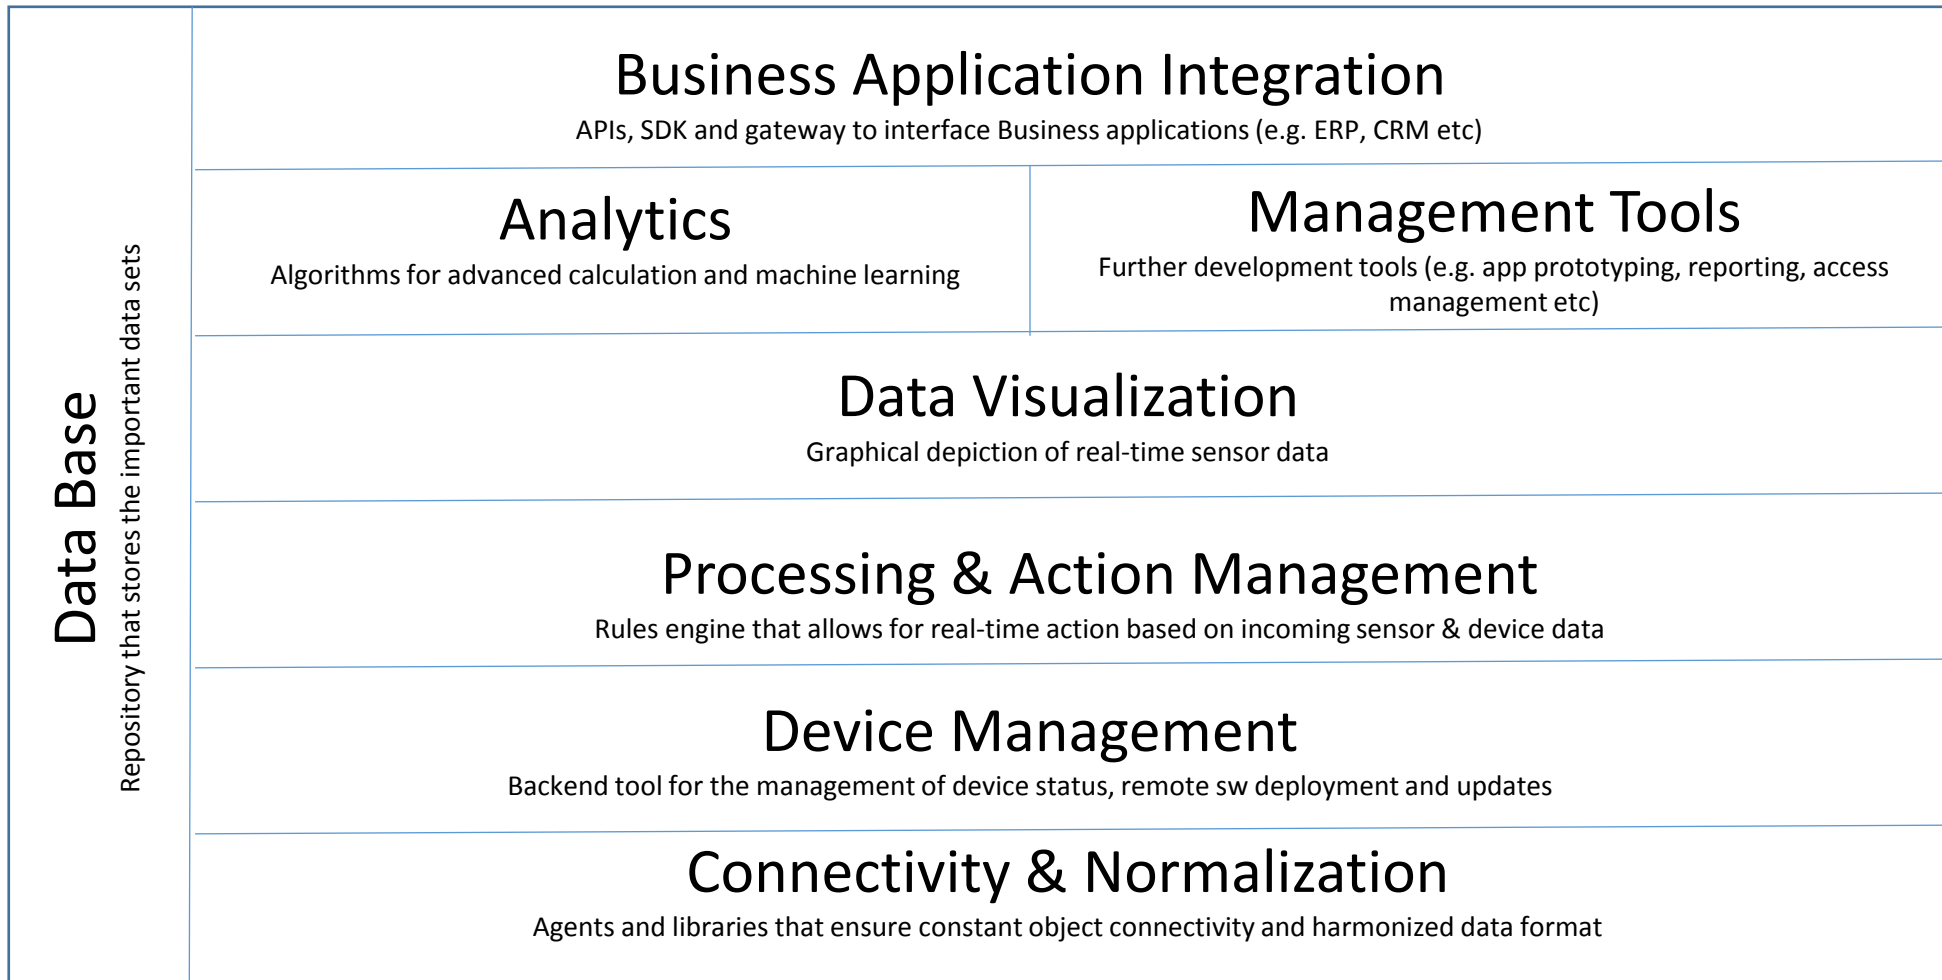 Data Base
Repository that stores the important data sets
Business Application Integration
APIs, SDK and gateway to interface Business applications (e.g. ERP, CRM etc)
Analytics
Algorithms for advanced calculation and machine learning
Management Tools
Further development tools (e.g. app prototyping, reporting, access
management etc)
Data Visualization
Graphical depiction of real-time sensor data
Processing & Action Management
Rules engine that allows for real-time action based on incoming sensor & device data
Device Management
Backend tool for the management of device status, remote sw deployment and updates
Connectivity & Normalization
Agents and libraries that ensure constant object connectivity and harmonized data format